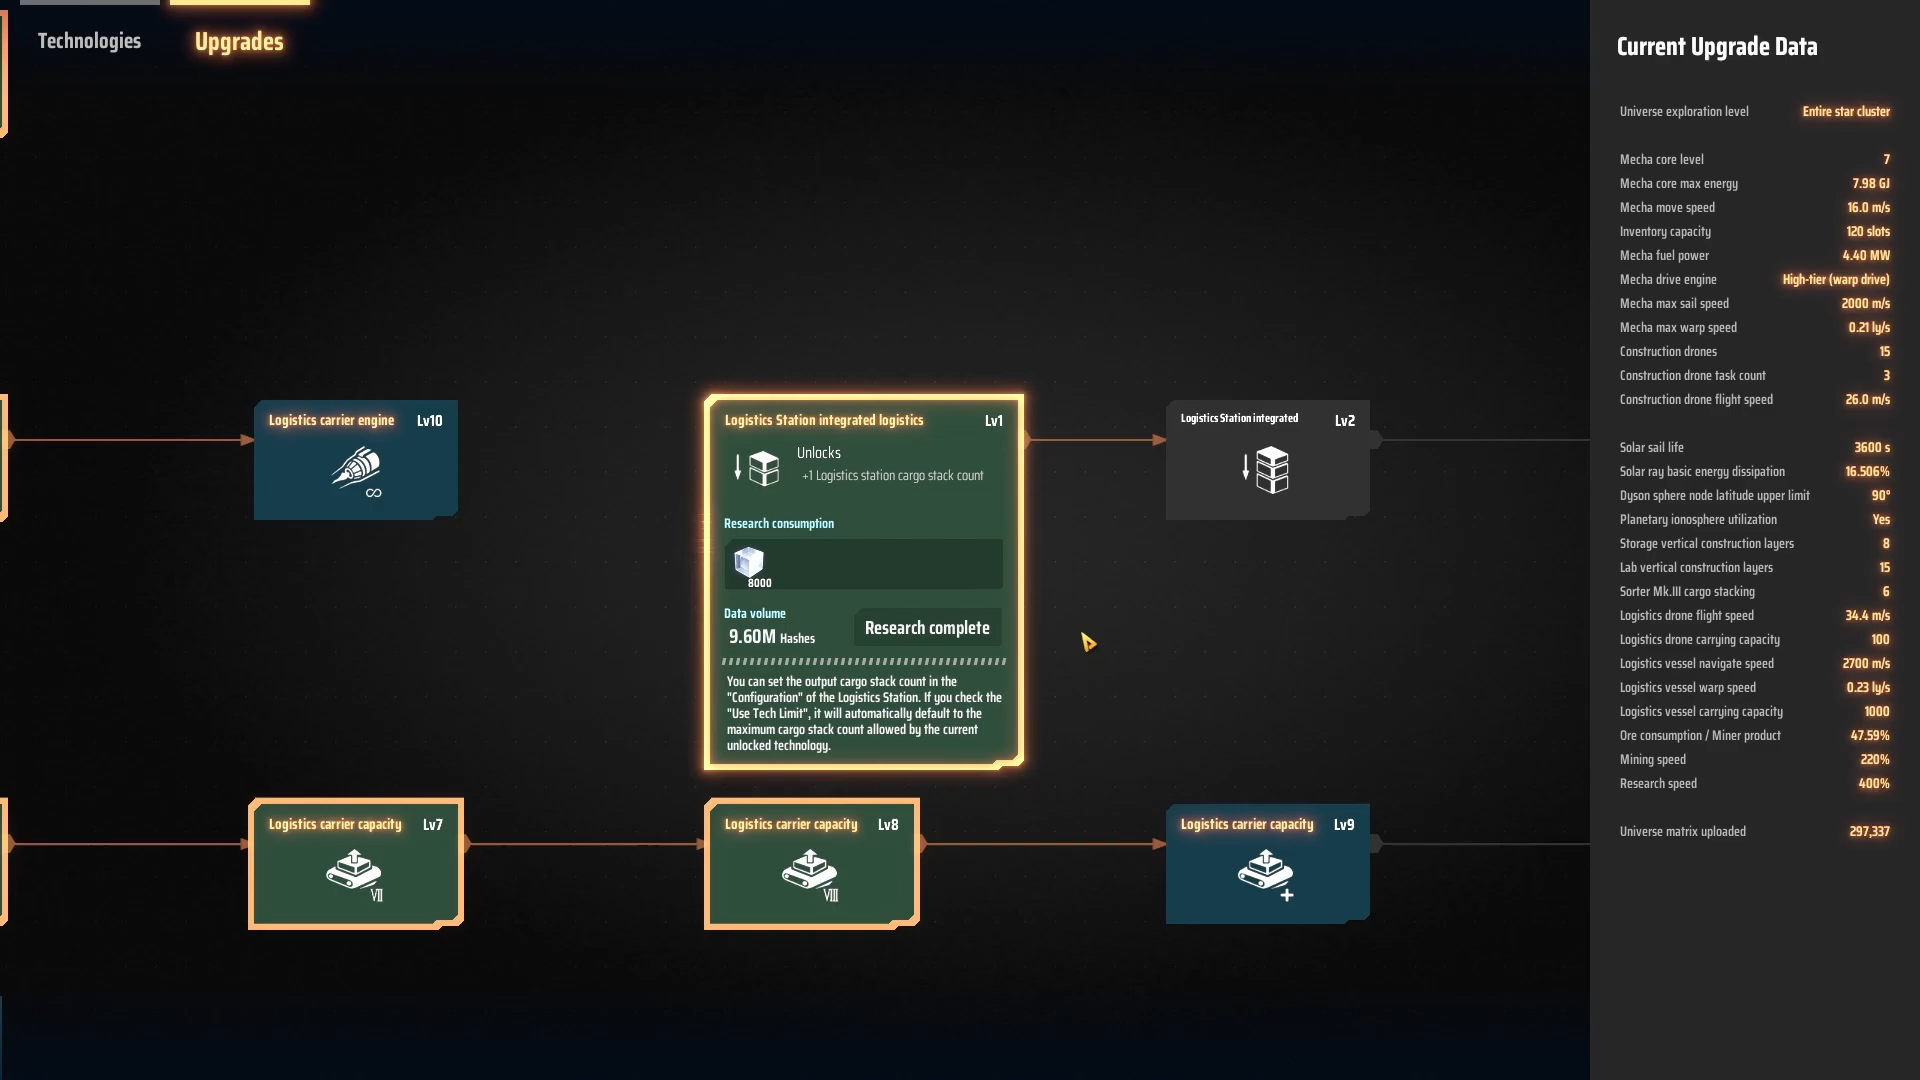 Technologies
Upgrades
Logistics carrier engine Lv10
∞
Logistics Station integrated logistics Lv1
Unlocks
+1 Logistics station cargo stack count
Research consumption
8000
Data volume
9.60M Hashes
Research complete
You can set the output cargo stack count in the
"Configuration" of the Logistics Station. If you check the
"Use Tech Limit", it will automatically default to the
maximum cargo stack count allowed by the current
unlocked technology.
Logistics Station integrated Lv2
Logistics carrier capacity Lv7
VII
Logistics carrier capacity Lv8
VIII
Logistics carrier capacity Lv9
+
Current Upgrade Data
Universe exploration level Entire star cluster
Mecha core level 7
Mecha core max energy 7.98 GJ
Mecha move speed 16.0 m/s
Inventory capacity 120 slots
Mecha fuel power 4.40 MW
Mecha drive engine High-tier (warp drive)
Mecha max sail speed 2000 m/s
Mecha max warp speed 0.21 ly/s
Construction drones 15
Construction drone task count 3
Construction drone flight speed 26.0 m/s
Solar sail life 3600 s
Solar ray basic energy dissipation 16.506%
Dyson sphere node latitude upper limit 90°
Planetary ionosphere utilization Yes
Storage vertical construction layers 8
Lab vertical construction layers 15
Sorter Mk.III cargo stacking 6
Logistics drone flight speed 34.4 m/s
Logistics drone carrying capacity 100
Logistics vessel navigate speed 2700 m/s
Logistics vessel warp speed 0.23 ly/s
Logistics vessel carrying capacity 1000
Ore consumption / Miner product 47.59%
Mining speed 220%
Research speed 400%
Universe matrix uploaded 297,337